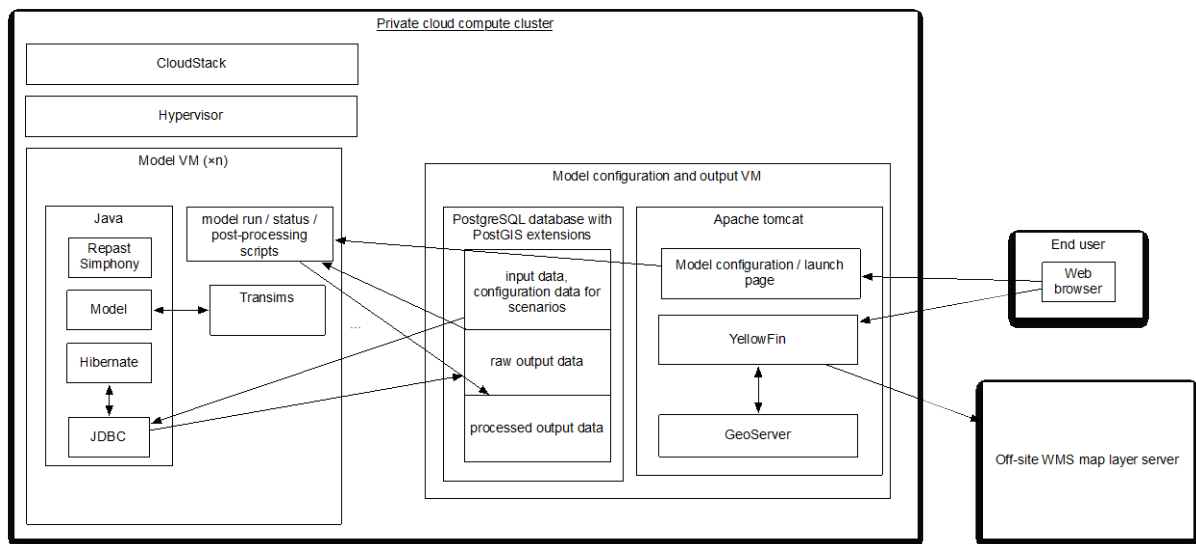 Private cloud compute cluster
CloudStack
Hypervisor
Model VM (×n)
Java
Repast
Simphony
Model
Hibernate
JDBC
model run / status /
post-processing
scripts
Transims
...
Model configuration and output VM
PostgreSQL database with
PostGIS extensions
input data,
configuration data for
scenarios
raw output data
processed output data
Apache tomcat
Model configuration / launch
page
YellowFin
GeoServer
End user
Web
browser
Off-site WMS map layer server